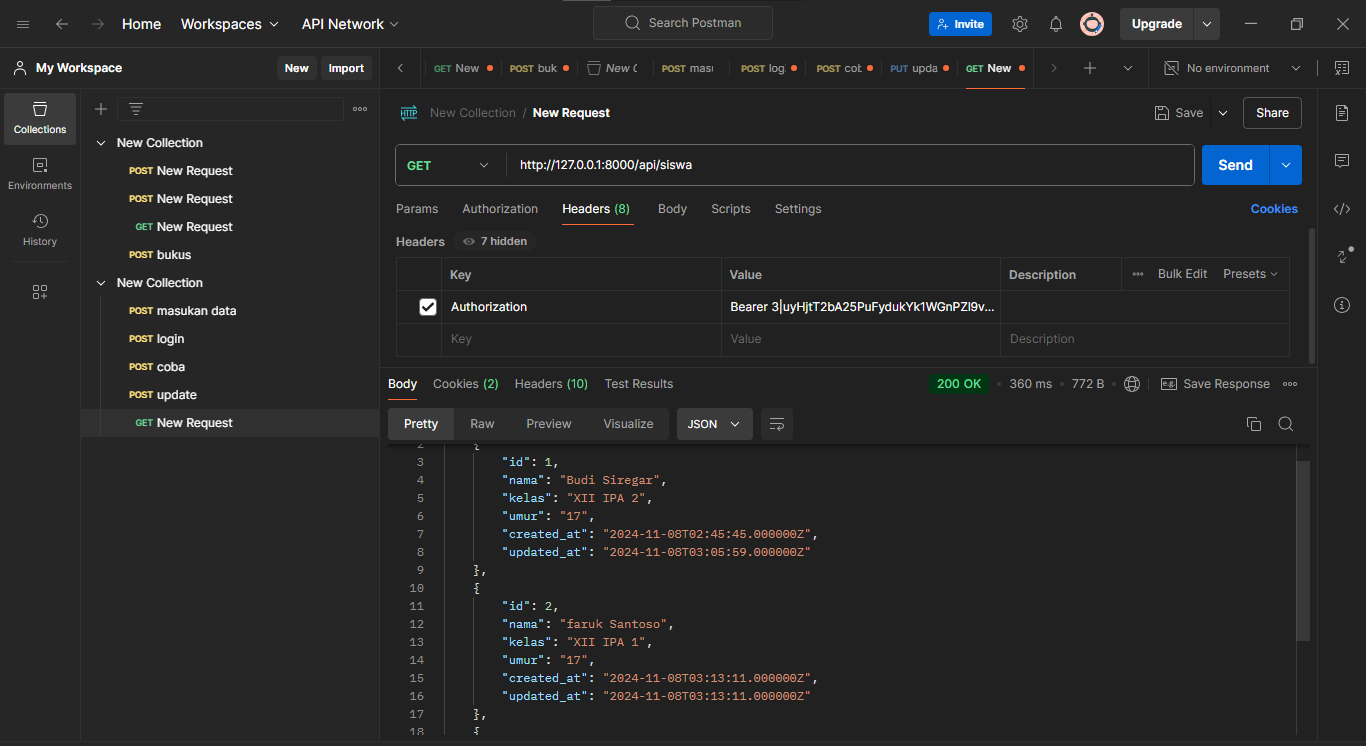 Home Workspaces API Network Search Postman Invite Upgrade
My Workspace New Import GET New POST buk New C POST mas POST log POST cob PUT upda GET New No environment
Collections
Environments
History
New Collection
POST New Request
POST New Request
GET New Request
POST bukus
New Collection
POST masukan data
POST login
POST coba
POST update
GET New Request
HTTP New Collection / New Request Save Share
GET http://127.0.0.1:8000/api/siswa Send
Params Authorization Headers (8) Body Scripts Settings Cookies
Headers 7 hidden
Key Value Description Bulk Edit Presets
Authorization Bearer 3|uyHjtT2bA25PuFydukYk1WGnPZl9v...
Key Value Description
Body Cookies (2) Headers (10) Test Results 200 OK 360 ms 772 B e.g. Save Response
Pretty Raw Preview Visualize JSON
2 {
3 "id": 1,
4 "nama": "Budi Siregar",
5 "kelas": "XII IPA 2",
6 "umur": "17",
7 "created_at": "2024-11-08T02:45:45.000000Z",
8 "updated_at": "2024-11-08T03:05:59.000000Z"
9 },
10 {
11 "id": 2,
12 "nama": "faruk Santoso",
13 "kelas": "XII IPA 1",
14 "umur": "17",
15 "created_at": "2024-11-08T03:13:11.000000Z",
16 "updated_at": "2024-11-08T03:13:11.000000Z"
17 },
18 {